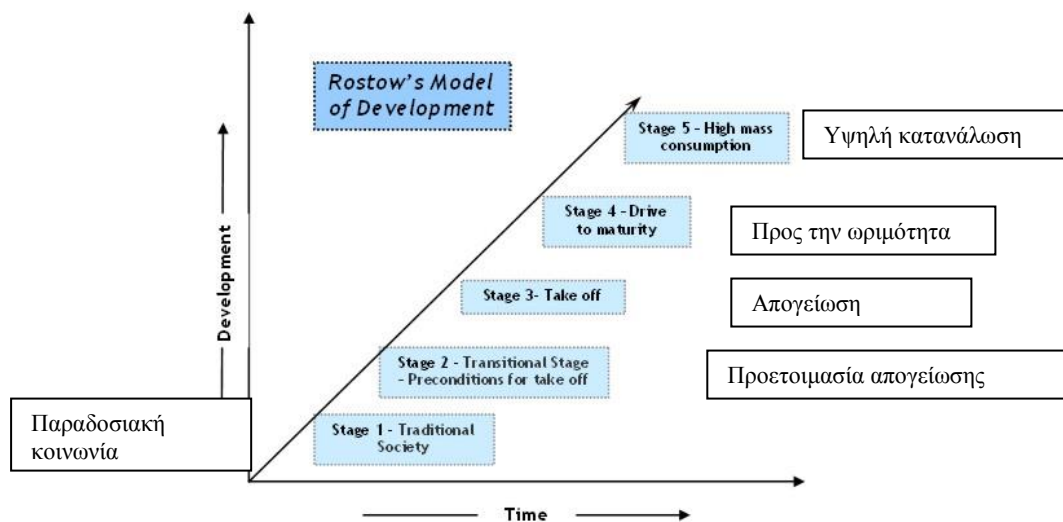 Rostow's Model
of Development
Stage 5 - High mass
consumption
Υψηλή κατανάλωση
Stage 4 - Drive
to maturity
Προς την ωριμότητα
Stage 3- Take off
Απογείωση
Stage 2 - Transitional Stage
- Preconditions for take off
Προετοιμασία απογείωσης
Stage 1 - Traditional
Society
Παραδοσιακή
κοινωνία
Development
Time